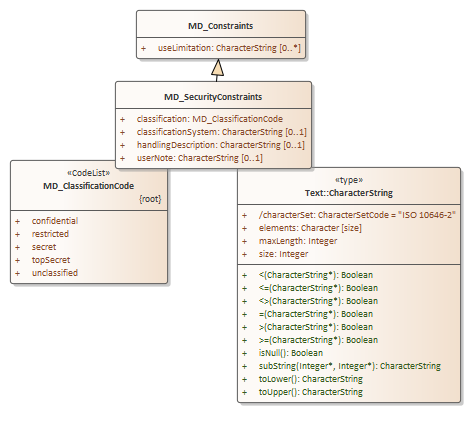 MD_Constraints
+ useLimitation: CharacterString [0..*]
MD_SecurityConstraints
+ classification: MD_ClassificationCode
+ classificationSystem: CharacterString [0..1]
+ handlingDescription: CharacterString [0..1]
+ userNote: CharacterString [0..1]
«CodeList»
MD_ClassificationCode
{root}
+ confidential
+ restricted
+ secret
+ topSecret
+ unclassified
«type»
Text::CharacterString
+ /characterSet: CharacterSetCode = "ISO 10646-2"
+ elements: Character [size]
+ maxLength: Integer
+ size: Integer
+ <(CharacterString*): Boolean
+ <=(CharacterString*): Boolean
+ <>(CharacterString*): Boolean
+ =(CharacterString*): Boolean
+ >(CharacterString*): Boolean
+ >=(CharacterString*): Boolean
+ isNull(): Boolean
+ subString(Integer*, Integer*): CharacterString
+ toLower(): CharacterString
+ toUpper(): CharacterString